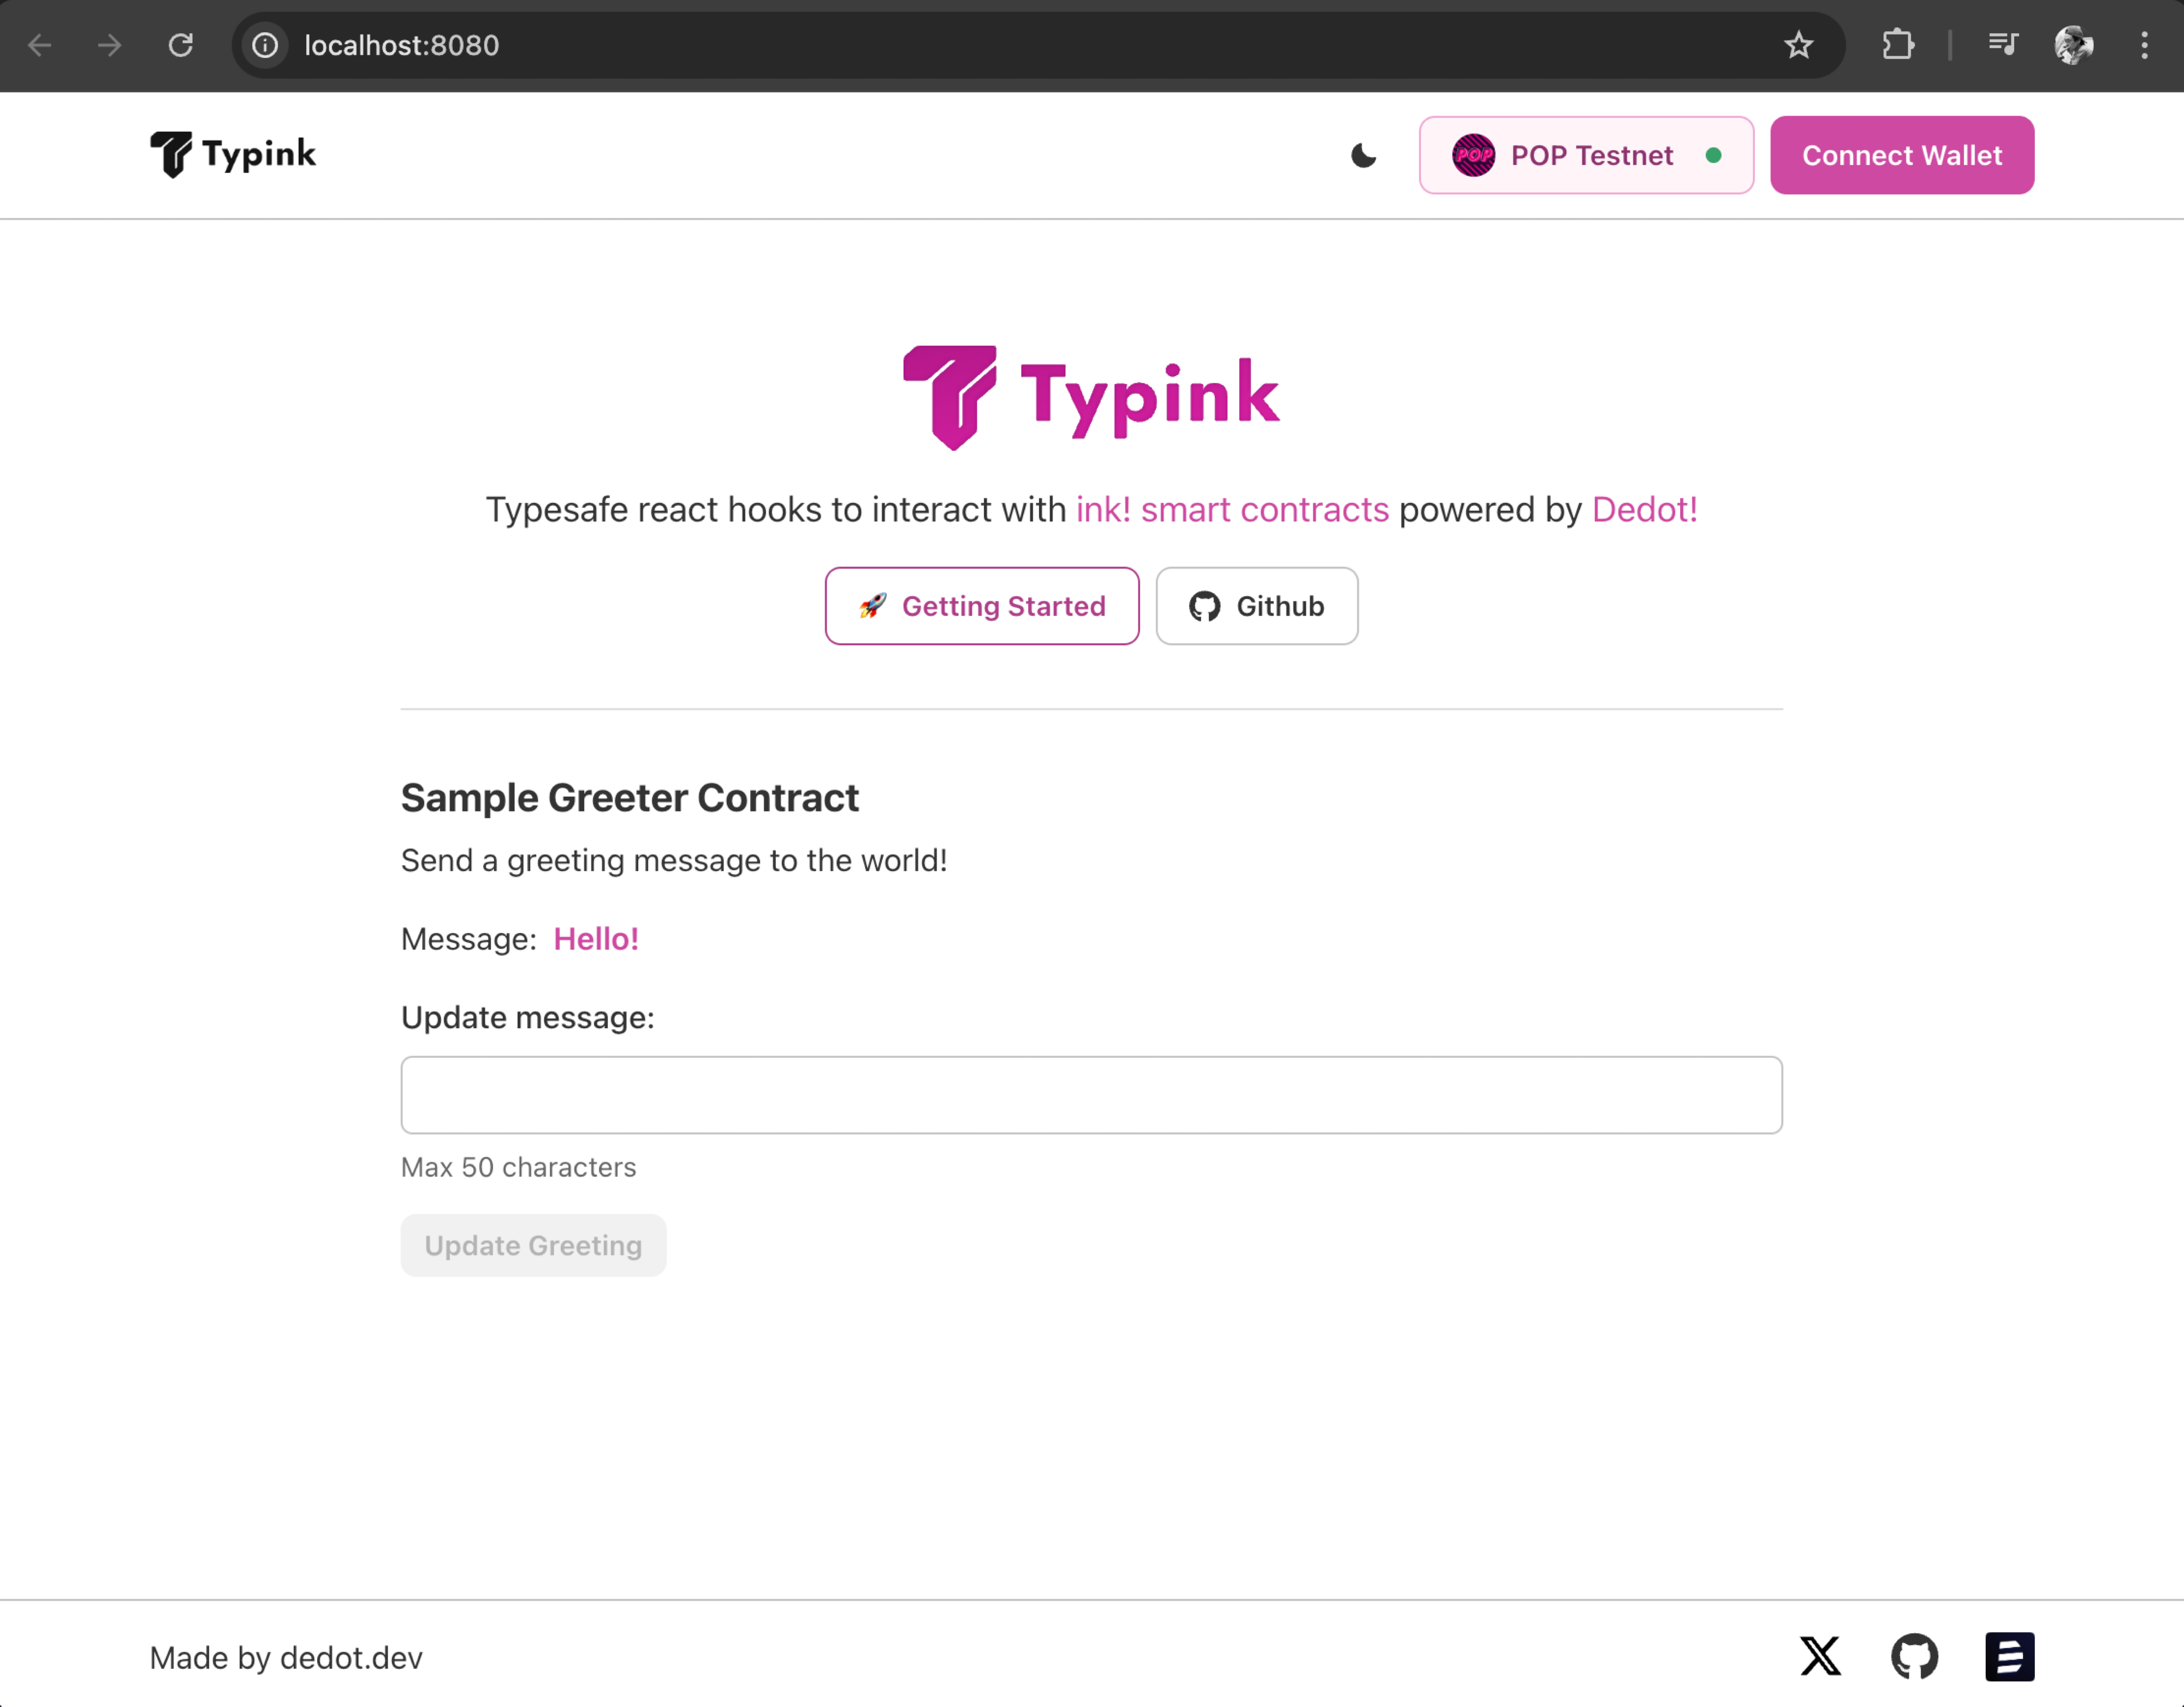 localhost:8080
Typink
POP POP Testnet
Connect Wallet
Typink
Typesafe react hooks to interact with ink! smart contracts powered by Dedot!
🚀 Getting Started
Github
Sample Greeter Contract
Send a greeting message to the world!
Message: Hello!
Update message:
Max 50 characters
Update Greeting
Made by dedot.dev